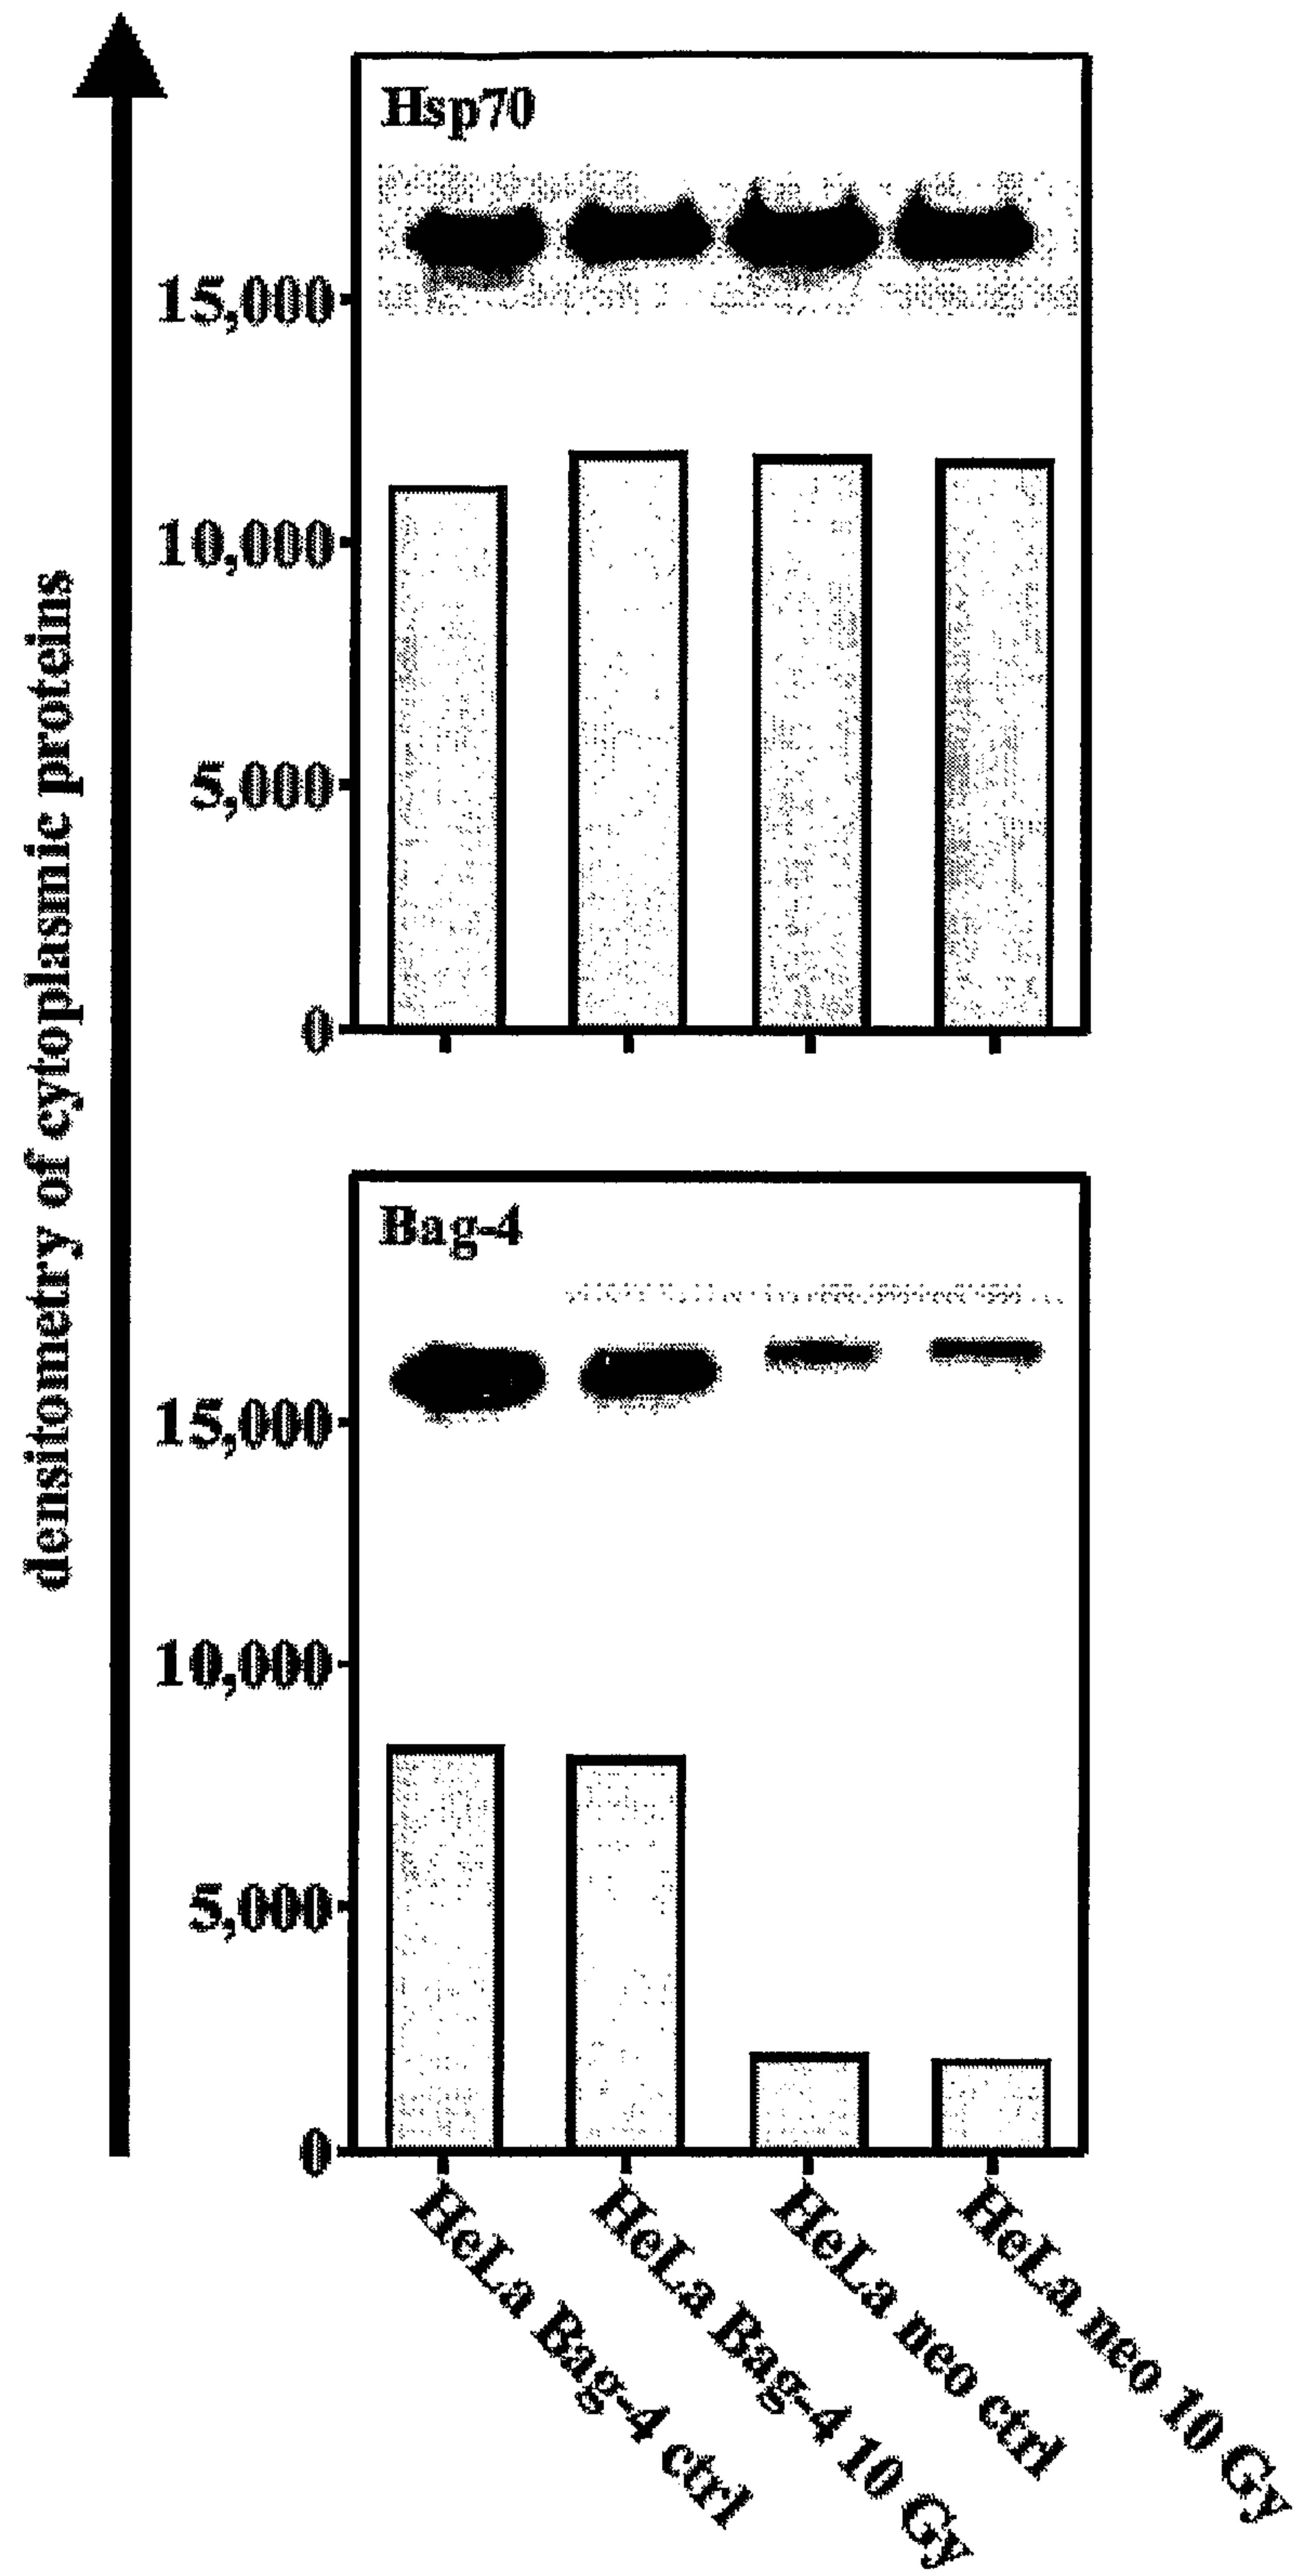 densitometry of cytoplasmic proteins
Hsp70
15,000
10,000
5,000
0
Bag-4
15,000
10,000
5,000
0
HeLa Bag-4 ctrl
HeLa Bag-4 10 Gy
HeLa neo ctrl
HeLa neo 10 Gy